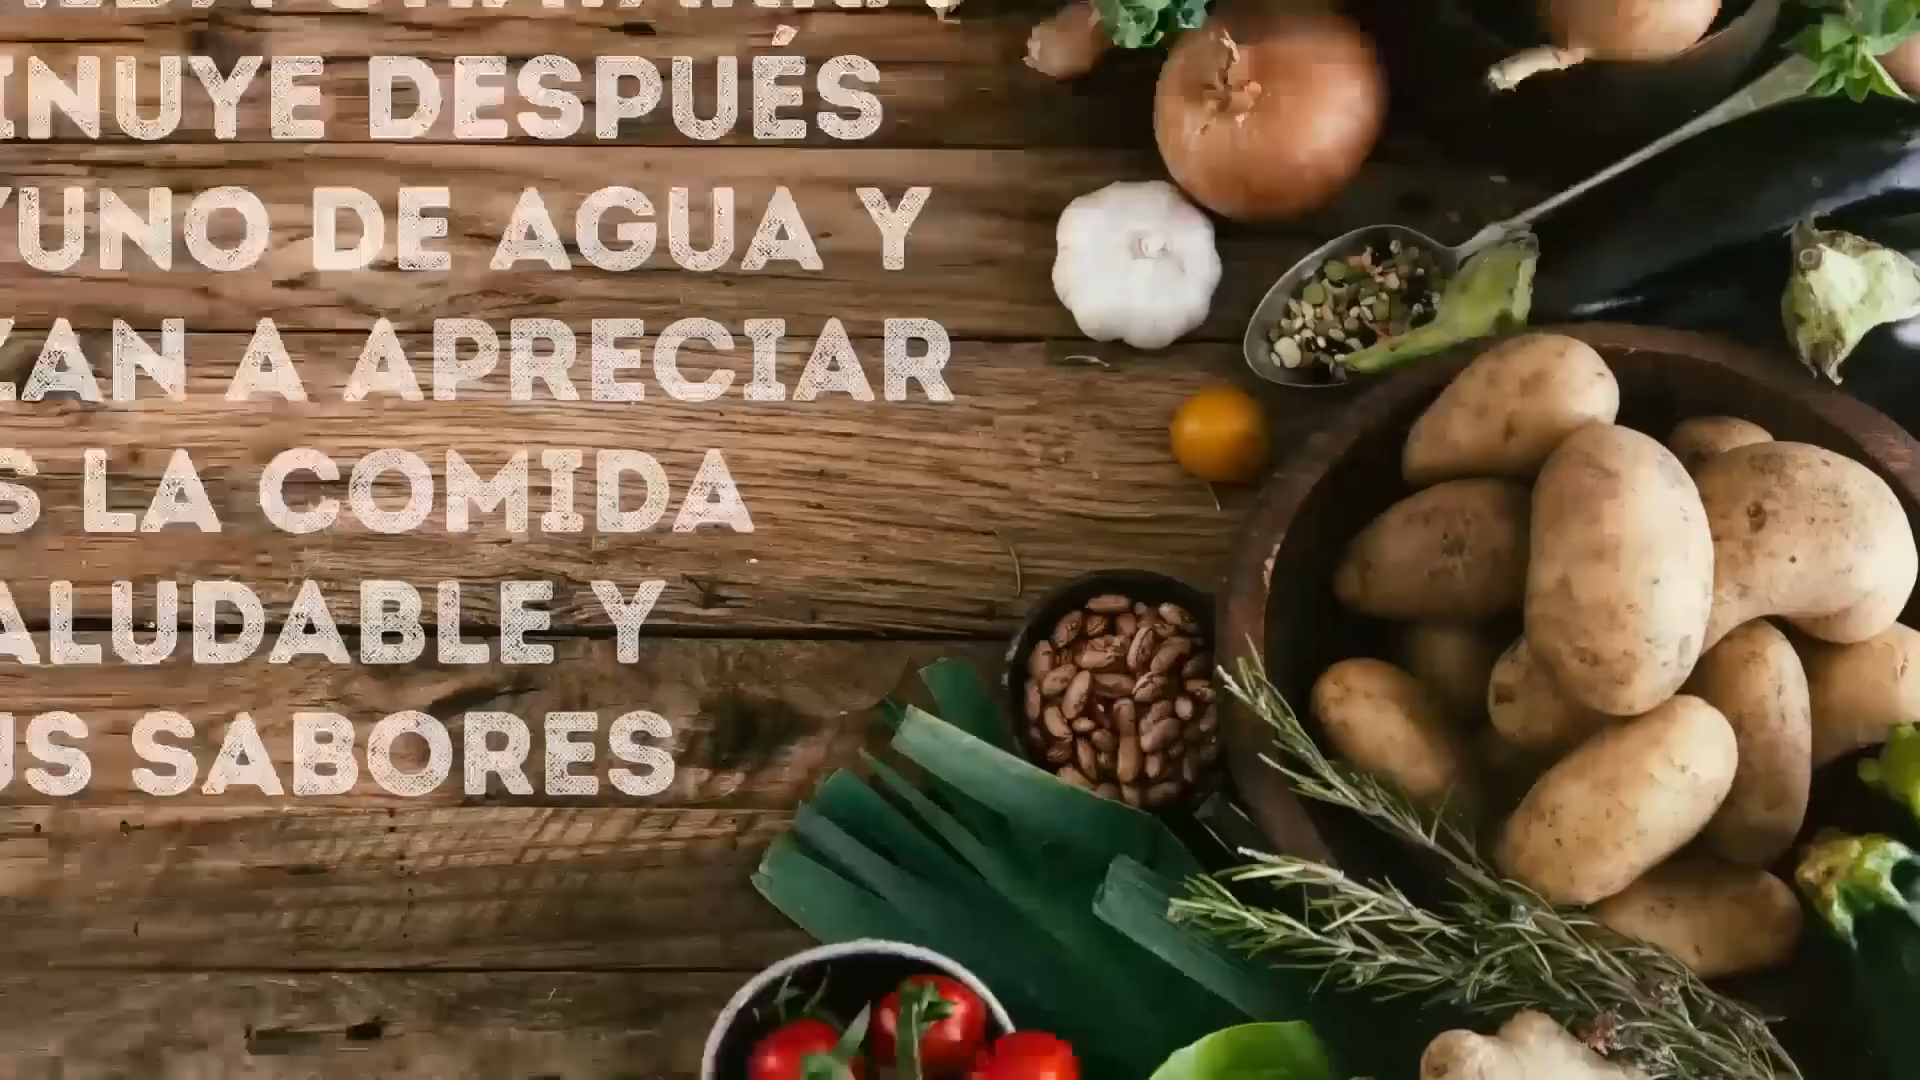 INUYE DESPUÉS
YUNO DE AGUA Y
ZAN A APRECIAR
S LA COMIDA
ALUDABLE Y
US SABORES